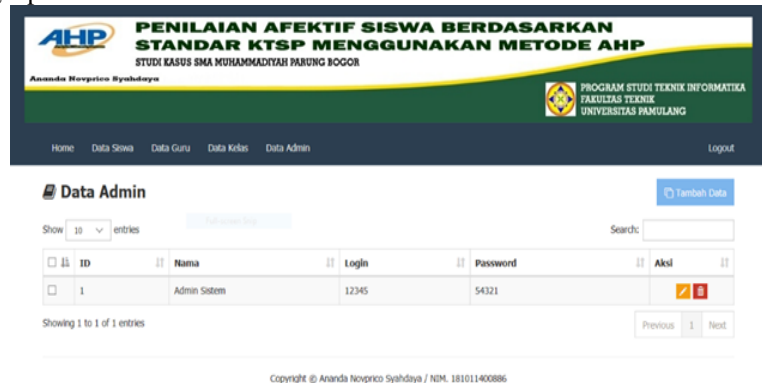 AHP
PENILAIAN AFEKTIF SISWA BERDASARKAN
STANDAR KTSP MENGGUNAKAN METODE AHP
STUDI KASUS SMA MUHAMMADIYAH PARUNG BOGOR
Ananda Novprico Syahdaya
PROGRAM STUDI TEKNIK INFORMATIKA
FAKULTAS TEKNIK
UNIVERSITAS PAMULANG
Home Data Siswa Data Guru Data Kelas Data Admin Logout
Data Admin
Tambah Data
Show 10 entries
Search:
ID Nama Login Password Aksi
1 Admin Sistem 12345 54321
Showing 1 to 1 of 1 entries
Previous 1 Next
Copyright © Ananda Novprico Syahdaya / NIM. 181011400886